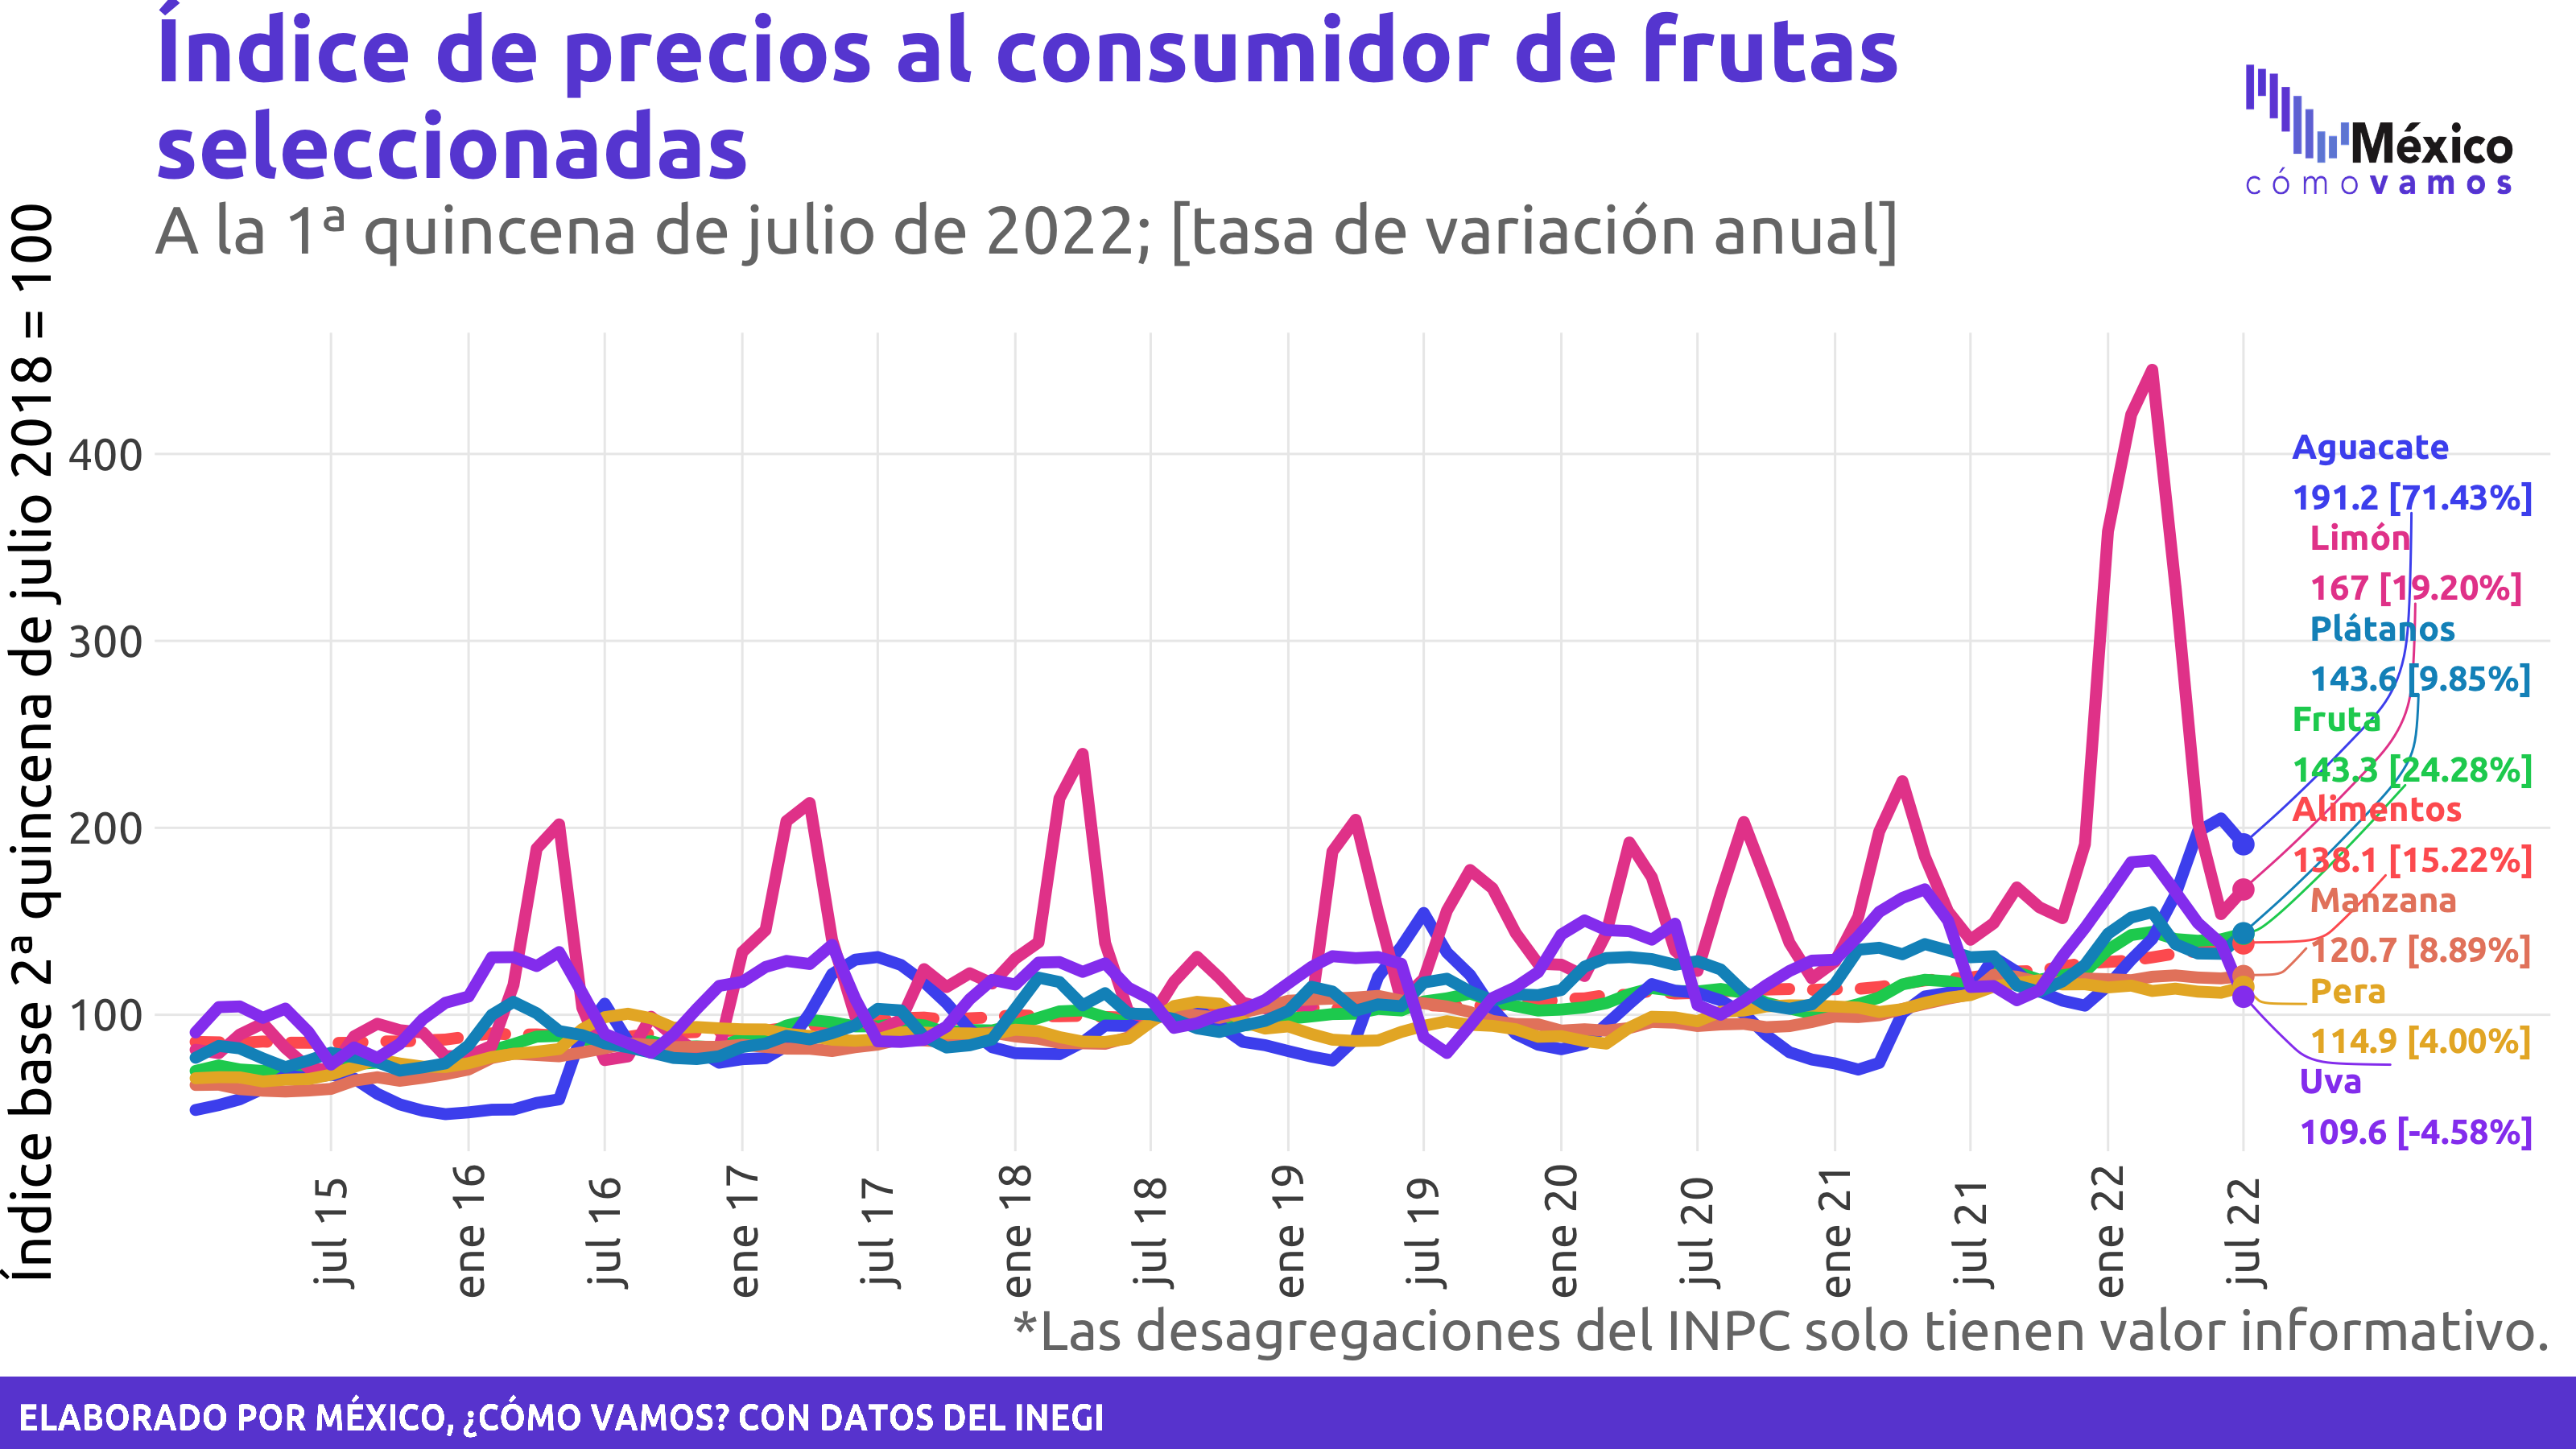 Índice de precios al consumidor de frutas
seleccionadas
A la 1ª quincena de julio de 2022; [tasa de variación anual]
México
cómo vamos
Índice base 2ª quincena de julio 2018 = 100
400
300
200
100
Aguacate
191.2 [71.43%]
Limón
167 [19.20%]
Plátanos
143.6 [9.85%]
Fruta
143.3 [24.28%]
Alimentos
138.1 [15.22%]
Manzana
120.7 [8.89%]
Pera
114.9 [4.00%]
Uva
109.6 [-4.58%]
jul 15
ene 16
jul 16
ene 17
jul 17
ene 18
jul 18
ene 19
jul 19
ene 20
jul 20
ene 21
jul 21
ene 22
jul 22
*Las desagregaciones del INPC solo tienen valor informativo.
ELABORADO POR MÉXICO, ¿CÓMO VAMOS? CON DATOS DEL INEGI